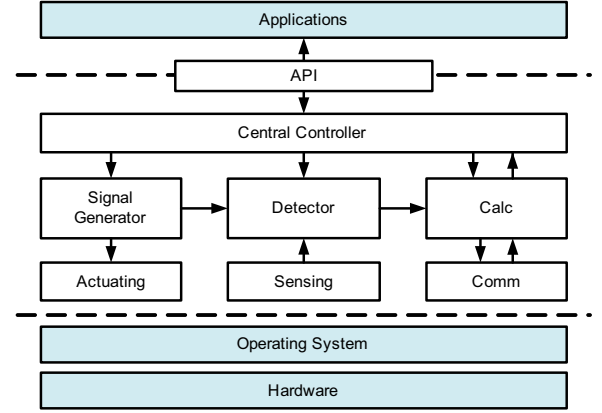 Applications
API
Central Controller
Signal
Generator
Detector
Calc
Actuating
Sensing
Comm
Operating System
Hardware